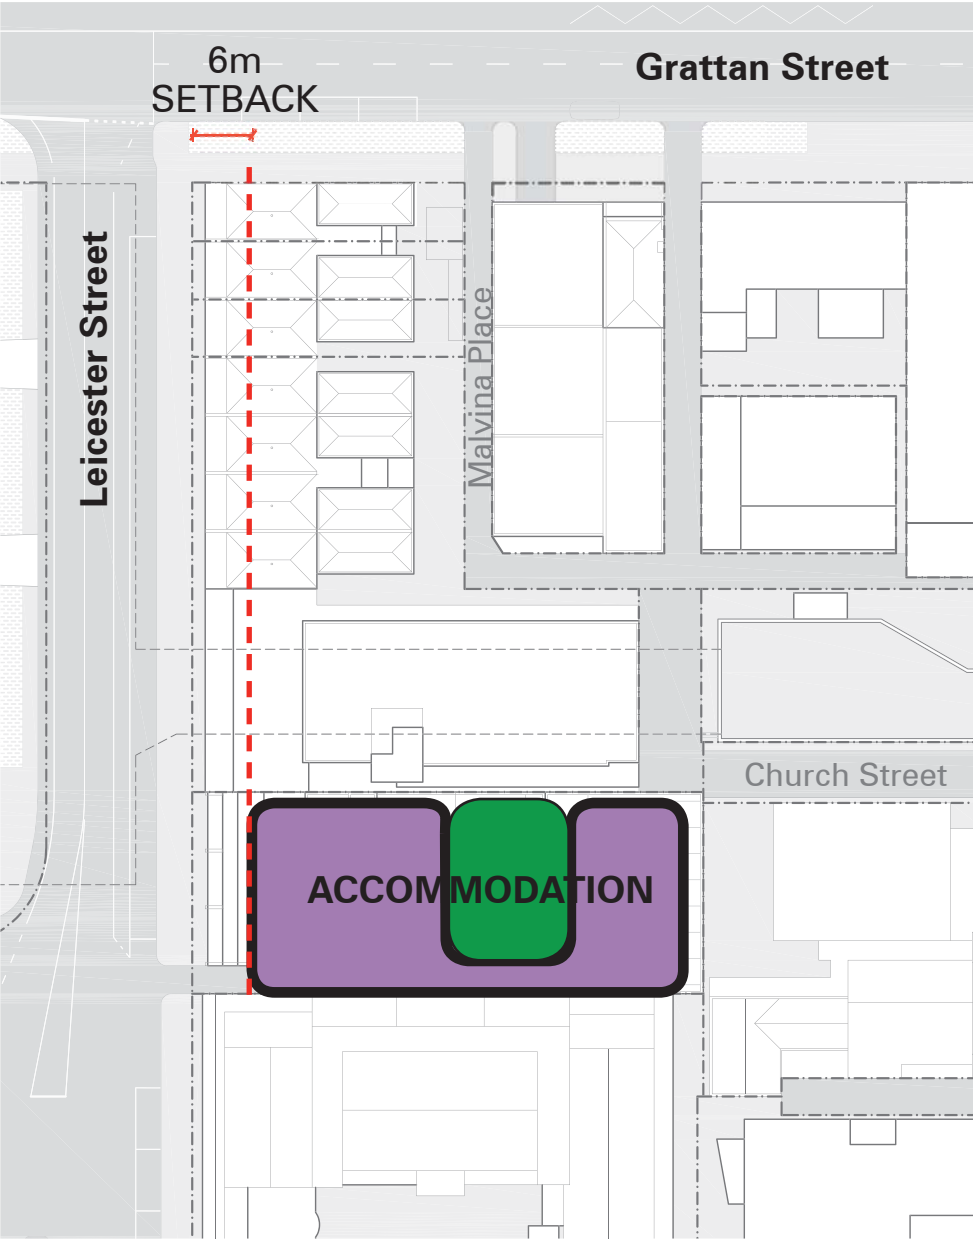 6m
SETBACK
Grattan Street
Leicester Street
Malvina Place
Church Street
ACCOMMODATION